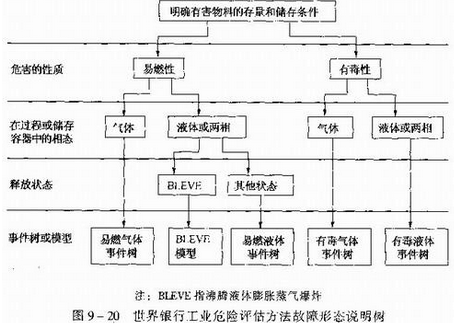 明确有害物料的存量和储存条件
危害的性质
易燃性
有毒性
在过程或储存
容器中的相态
气体
液体或两相
气体
液体或两相
释放状态
BLEVE
其他状态
事件树或模型
易燃气体
事件树
BLEVE
模型
易燃液体
事件树
有毒气体
事件树
有毒液体
事件树
注：BLEVE指沸腾液体膨胀蒸气爆炸
图9-20 世界银行工业危险评估方法故障形态说明树